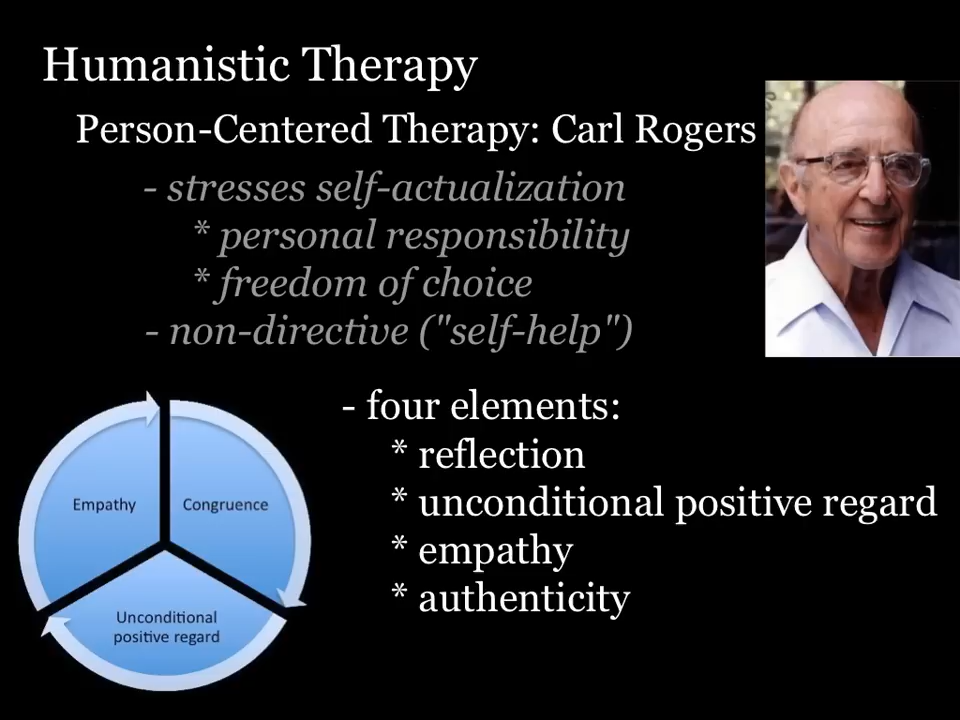 Humanistic Therapy
Person-Centered Therapy: Carl Rogers
- stresses self-actualization
* personal responsibility
* freedom of choice
- non-directive ("self-help")
- four elements:
* reflection
* unconditional positive regard
* empathy
* authenticity
Empathy
Congruence
Unconditional
positive regard